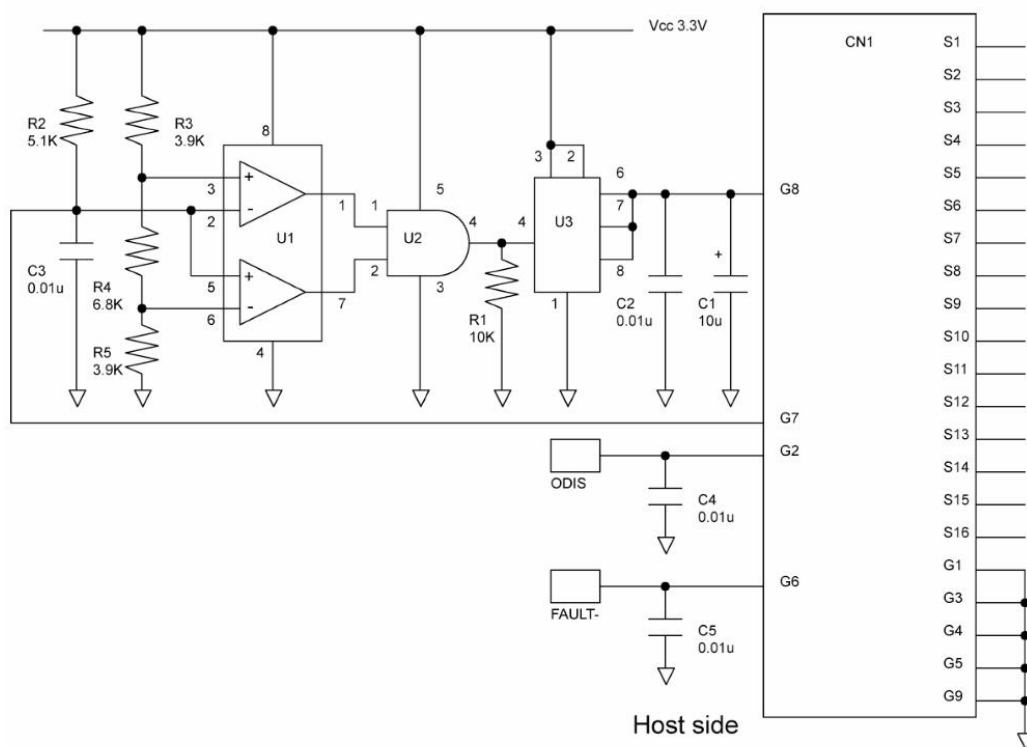 Vcc 3.3V
CN1
S1
S2
S3
S4
S5
S6
S7
S8
S9
S10
S11
S12
S13
S14
S15
S16
G1
G3
G4
G5
G9
G8
G7
G2
G6
R2
5.1K
R3
3.9K
8
3
+
-
2
1
U1
5
+
-
6
7
4
C3
0.01u
R4
6.8K
R5
3.9K
1
2
U2
5
4
3
R1
10K
3
2
4
U3
6
7
8
1
C2
0.01u
+
C1
10u
ODIS
C4
0.01u
FAULT-
C5
0.01u
Host side